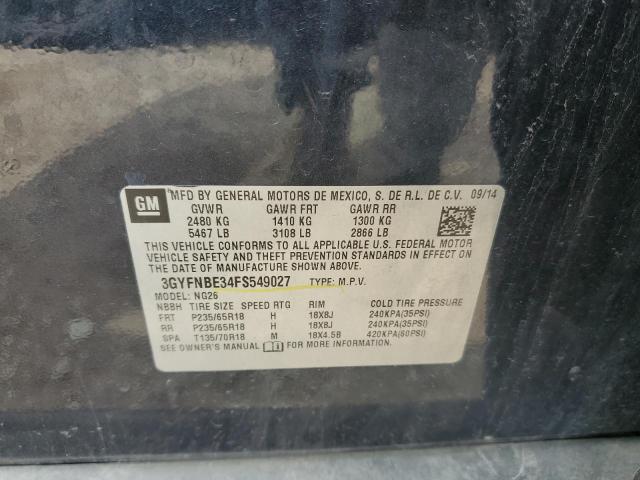 GM MFD BY GENERAL MOTORS DE MEXICO, S. DE R.L. DE C.V. 09/14
GVWR GAWR FRT GAWR RR
2480 KG 1410 KG 1300 KG
5467 LB 3108 LB 2866 LB
THIS VEHICLE CONFORMS TO ALL APPLICABLE U.S. FEDERAL MOTOR
VEHICLE SAFETY AND THEFT PREVENTION STANDARDS IN EFFECT ON THE
DATE OF MANUFACTURE SHOWN ABOVE.
3GYFNBE34FS549027 TYPE: M.P.V.
MODEL: NG26
NBBH TIRE SIZE SPEED RTG RIM COLD TIRE PRESSURE
FRT P235/65R18 H 18X8J 240KPA(35PSI)
RR P235/65R18 H 18X8J 240KPA(35PSI)
SPA T135/70R18 M 18X4.5B 420KPA(60PSI)
SEE OWNER'S MANUAL FOR MORE INFORMATION.